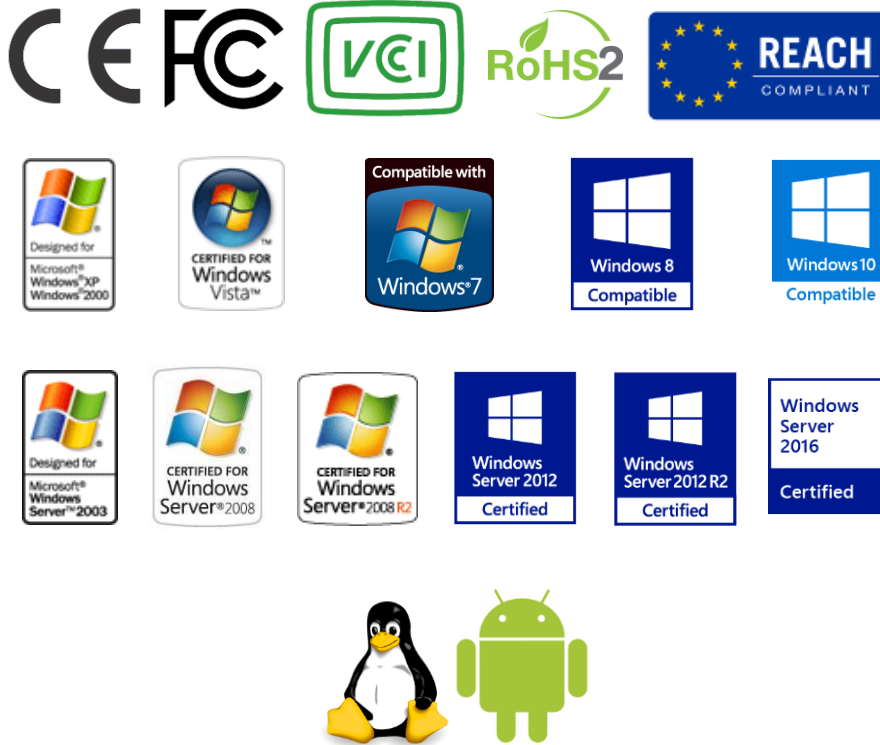 CE FC VCI RoHS2 REACH
COMPLIANT
Designed for
Microsoft®
Windows®XP
Windows®2000
CERTIFIED FOR
Windows
Vista™
Compatible with
Windows®7
Windows 8
Compatible
Windows 10
Compatible
Designed for
Microsoft®
Windows
Server™2003
CERTIFIED FOR
Windows
Server®2008
CERTIFIED FOR
Windows
Server®2008 R2
Windows
Server 2012
Certified
Windows
Server 2012 R2
Certified
Windows
Server
2016
Certified